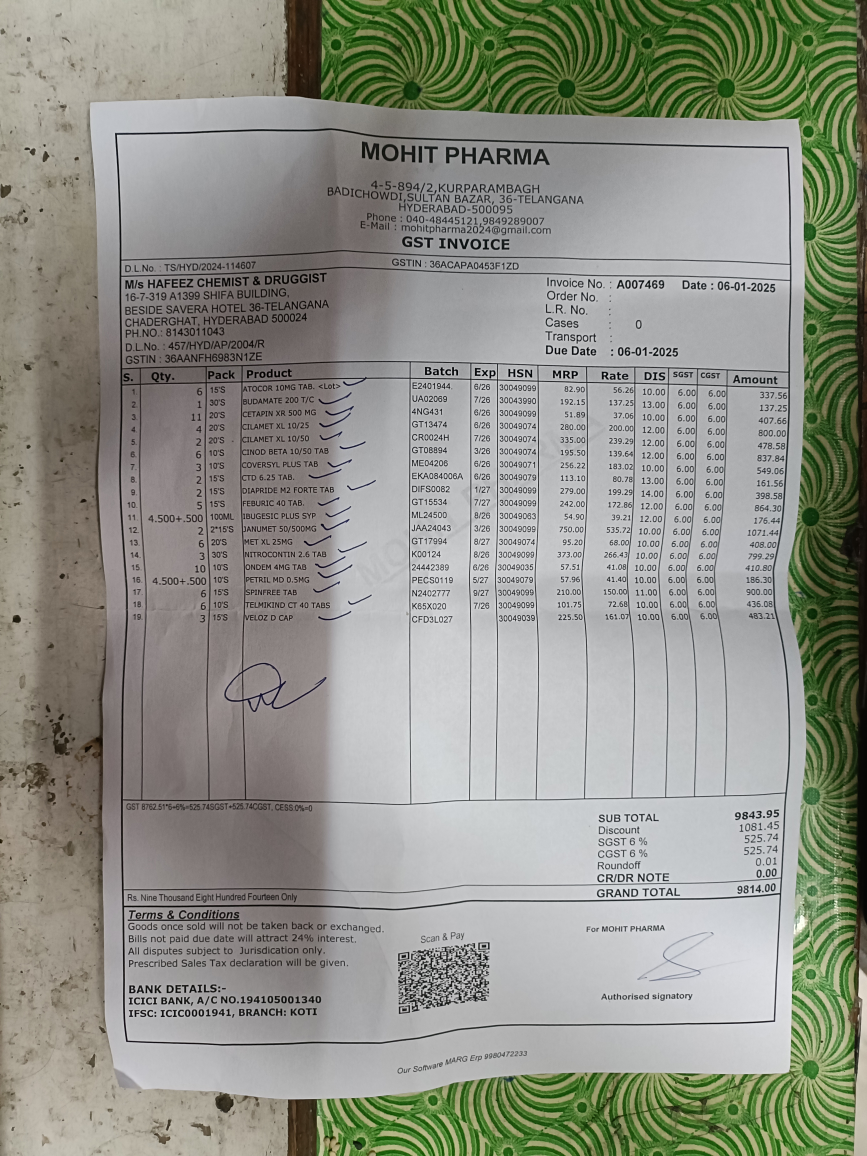 MOHIT PHARMA
4-5-894/2,KURPARAMBAGH
BADICHOWDI,SULTAN BAZAR, 36-TELANGANA
HYDERABAD-500095
Phone : 040-48445121,9849289007
E-Mail : mohitpharma2024@gmail.com
GST INVOICE
D.L.No. : TS/HYD/2024-114607 GSTIN : 36ACAPA0453F1ZD
M/s HAFEEZ CHEMIST & DRUGGIST
16-7-319 A1399 SHIFA BUILDING,
BESIDE SAVERA HOTEL 36-TELANGANA
CHADERGHAT, HYDERABAD 500024
PH.NO.: 8143011043
D.L.No. : 457/HYD/AP/2004/R
GSTIN : 36AANFH6983N1ZE
Invoice No. : A007469 Date : 06-01-2025
Order No. :
L.R. No. :
Cases : 0
Transport :
Due Date : 06-01-2025
S. Qty. Pack Product Batch Exp HSN MRP Rate DIS SGST CGST Amount
1. 6 15'S ATOCOR 10MG TAB. <Lot> E2401944 6/26 30049099 82.90 56.26 10.00 6.00 6.00 337.56
2. 1 30'S BUDAMATE 200 T/C UA02069 7/26 30043990 192.15 137.25 13.00 6.00 6.00 137.25
3. 11 20'S CETAPIN XR 500 MG 4NG431 6/26 30049099 51.89 37.06 10.00 6.00 6.00 407.66
4. 4 20'S CILAMET XL 10/25 GT13474 6/26 30049074 280.00 200.00 12.00 6.00 6.00 800.00
5. 2 20'S CILAMET XL 10/50 CR0024H 7/26 30049074 335.00 239.29 12.00 6.00 6.00 478.58
6. 6 10'S CINOD BETA 10/50 TAB GT08894 3/26 30049074 195.50 139.64 12.00 6.00 6.00 837.84
7. 3 10'S COVERSYL PLUS TAB ME04206 6/26 30049071 256.22 183.02 10.00 6.00 6.00 549.06
8. 2 15'S CTD 6.25 TAB. EKA084006A 6/26 30049079 113.10 80.78 13.00 6.00 6.00 161.56
9. 2 15'S DIAPRIDE M2 FORTE TAB DIFS0082 1/27 30049099 279.00 199.29 14.00 6.00 6.00 398.58
10. 5 15'S FEBURIC 40 TAB. GT15534 7/27 30049099 242.00 172.86 12.00 6.00 6.00 864.30
11. 4.500+.500 100ML IBUGESIC PLUS SYP ML24500 8/26 30049063 54.90 39.21 12.00 6.00 6.00 176.44
12. 2 2*15'S JANUMET 50/500MG JAA24043 3/26 30049099 750.00 535.72 10.00 6.00 6.00 1071.44
13. 6 20'S MET XL 25MG GT17994 8/27 30049074 95.20 68.00 10.00 6.00 6.00 408.00
14. 3 30'S NITROCONTIN 2.6 TAB K00124 8/26 30049099 373.00 266.43 10.00 6.00 6.00 799.29
15. 10 10'S ONDEM 4MG TAB 24442389 6/26 30049035 57.51 41.08 10.00 6.00 6.00 410.80
16. 4.500+.500 10'S PETRIL MD 0.5MG PECS0119 5/27 30049079 57.96 41.40 10.00 6.00 6.00 186.30
17. 6 15'S SPINFREE TAB N2402777 9/27 30049099 210.00 150.00 11.00 6.00 6.00 900.00
18 6 10'S TELMIKIND CT 40 TABS K65X020 7/26 30049099 101.75 72.68 10.00 6.00 6.00 436.08
19. 3 15'S VELOZ D CAP CFD3L027 30049039 225.50 161.07 10.00 6.00 6.00 483.21
GST 8762.51*6+6%=525.74SGST+525.74CGST, CESS:0%=0
SUB TOTAL 9843.95
Discount 1081.45
SGST 6 % 525.74
CGST 6 % 525.74
Roundoff 0.01
CR/DR NOTE 0.00
GRAND TOTAL 9814.00
Rs. Nine Thousand Eight Hundred Fourteen Only
Terms & Conditions
Goods once sold will not be taken back or exchanged.
Bills not paid due date will attract 24% interest.
All disputes subject to Jurisdication only.
Prescribed Sales Tax declaration will be given.
BANK DETAILS:-
ICICI BANK, A/C NO.194105001340
IFSC: ICIC0001941, BRANCH: KOTI
Scan & Pay
For MOHIT PHARMA
Authorised signatory
Our Software MARG Erp 9980472233